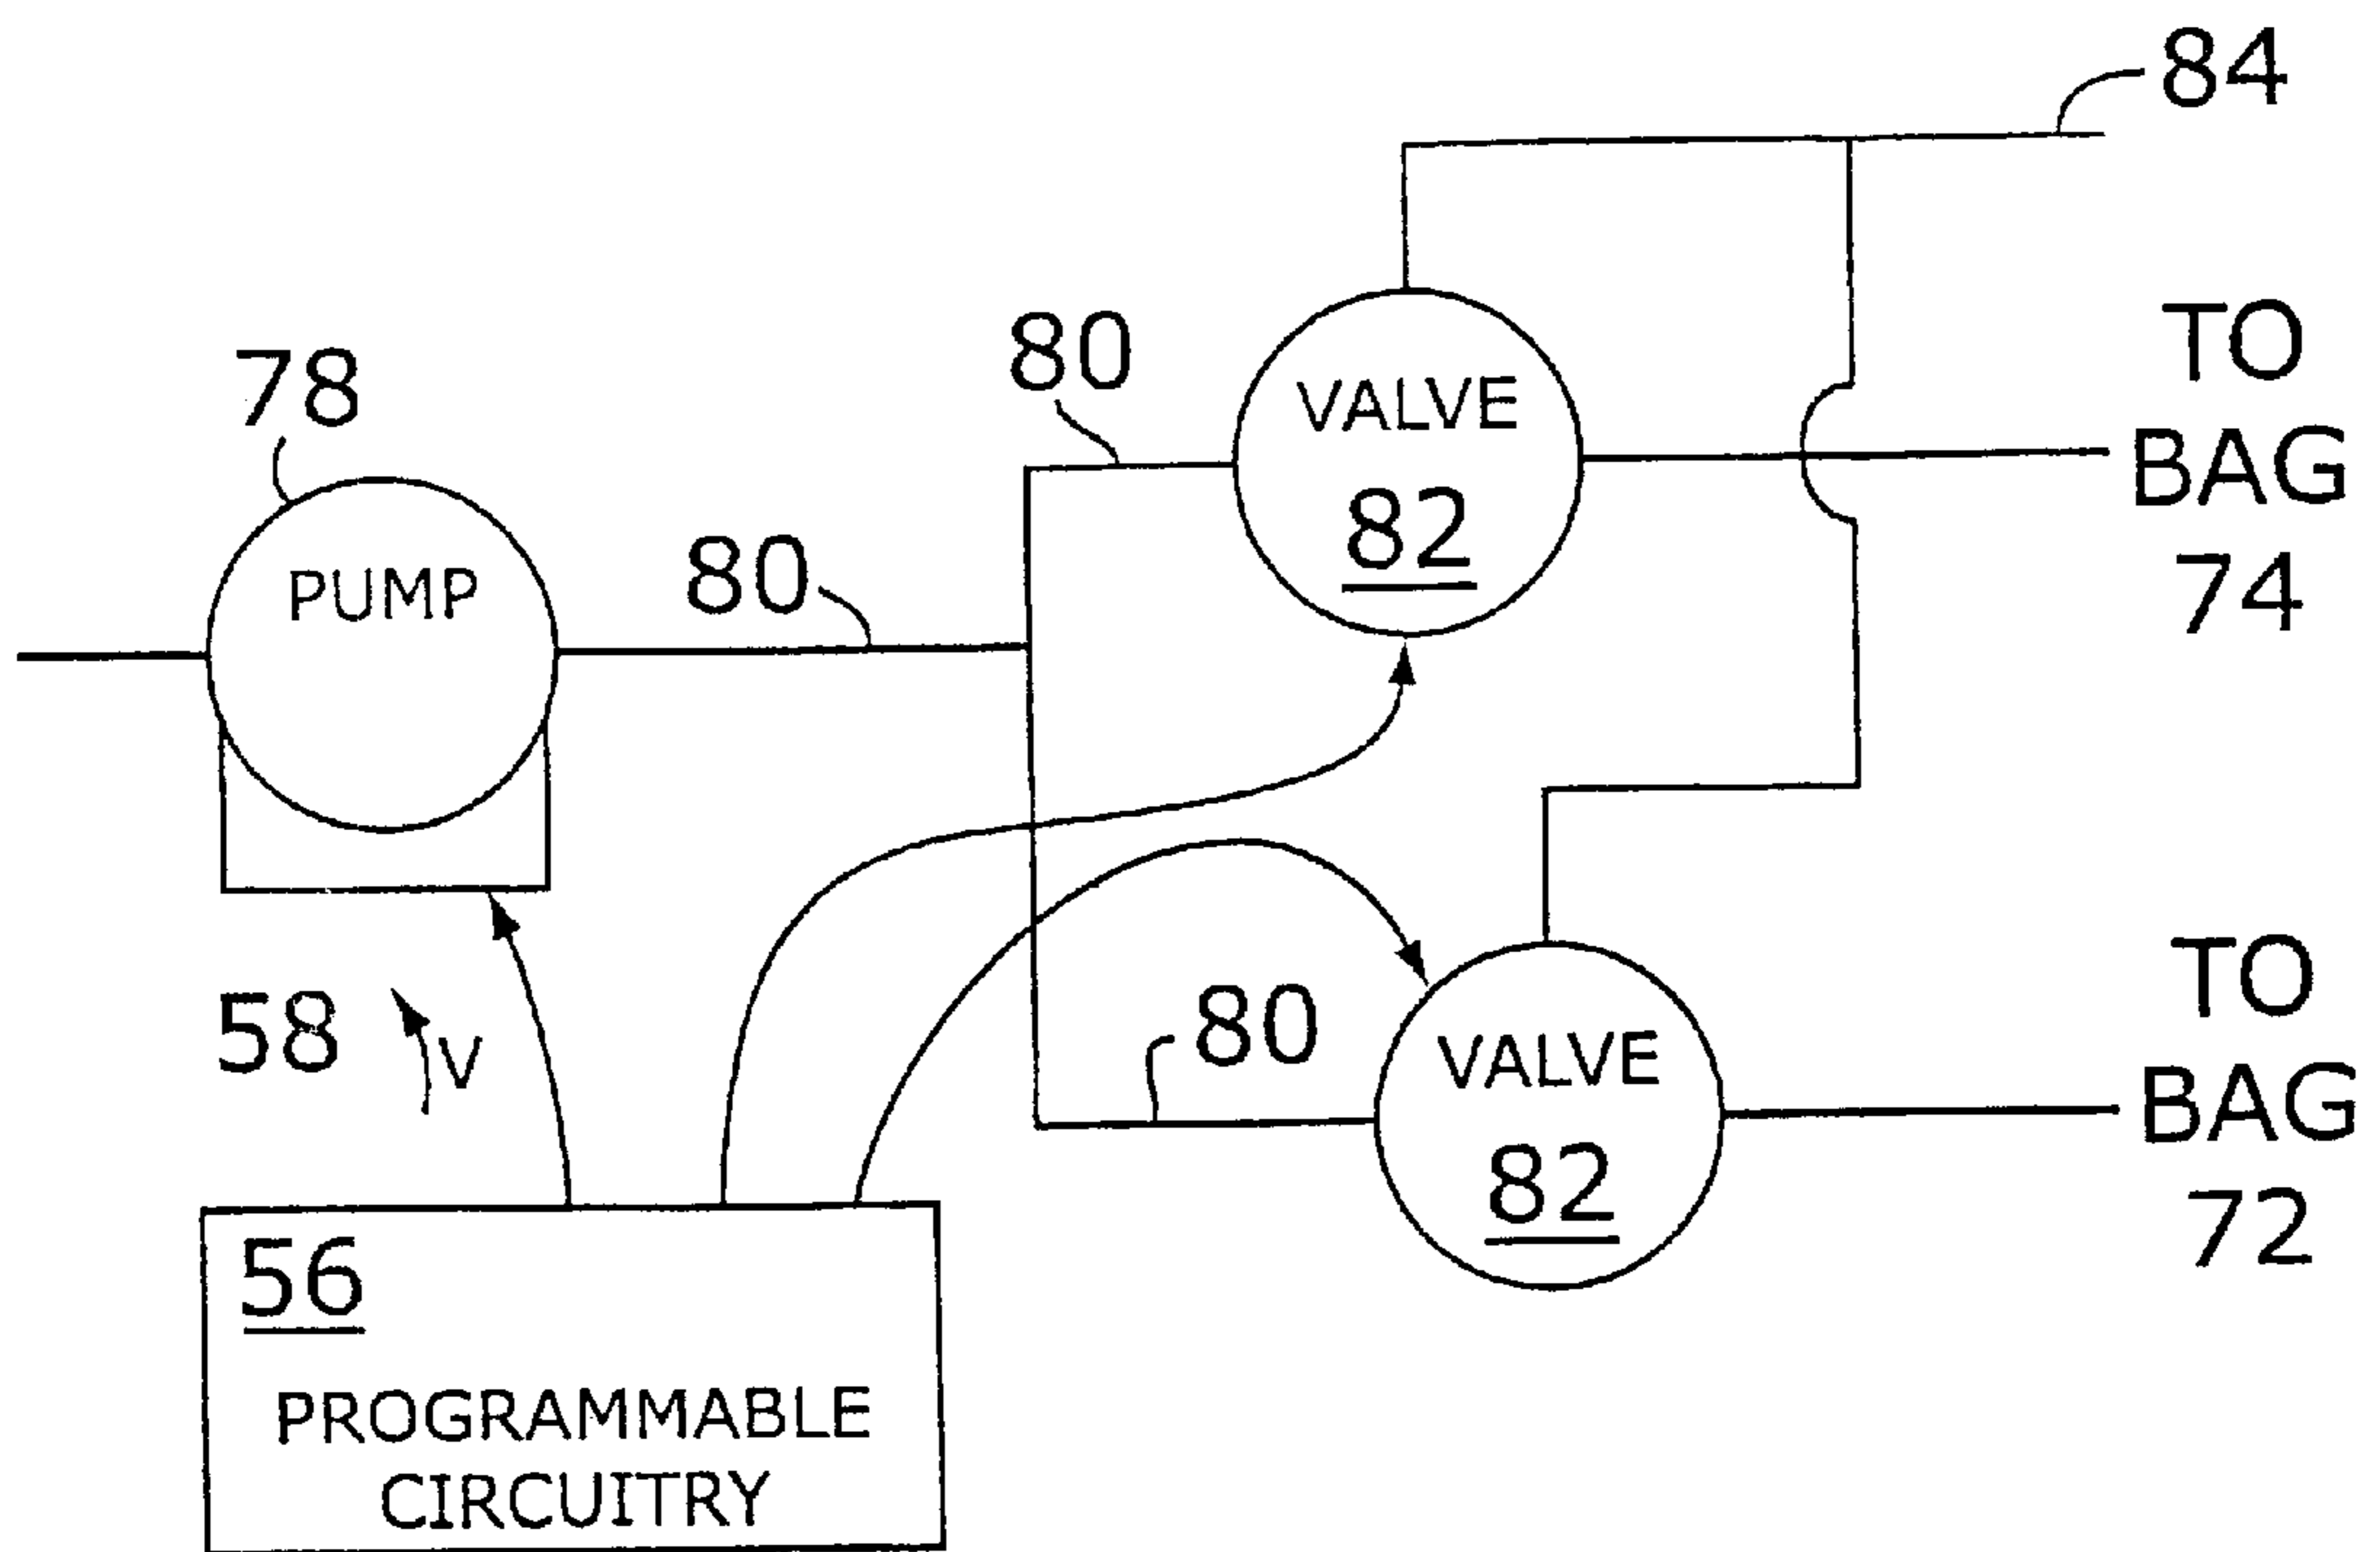 84
80
TO
BAG
74
VALVE
82
78
PUMP
80
58
V
80
VALVE
82
TO
BAG
72
56
PROGRAMMABLE
CIRCUITRY